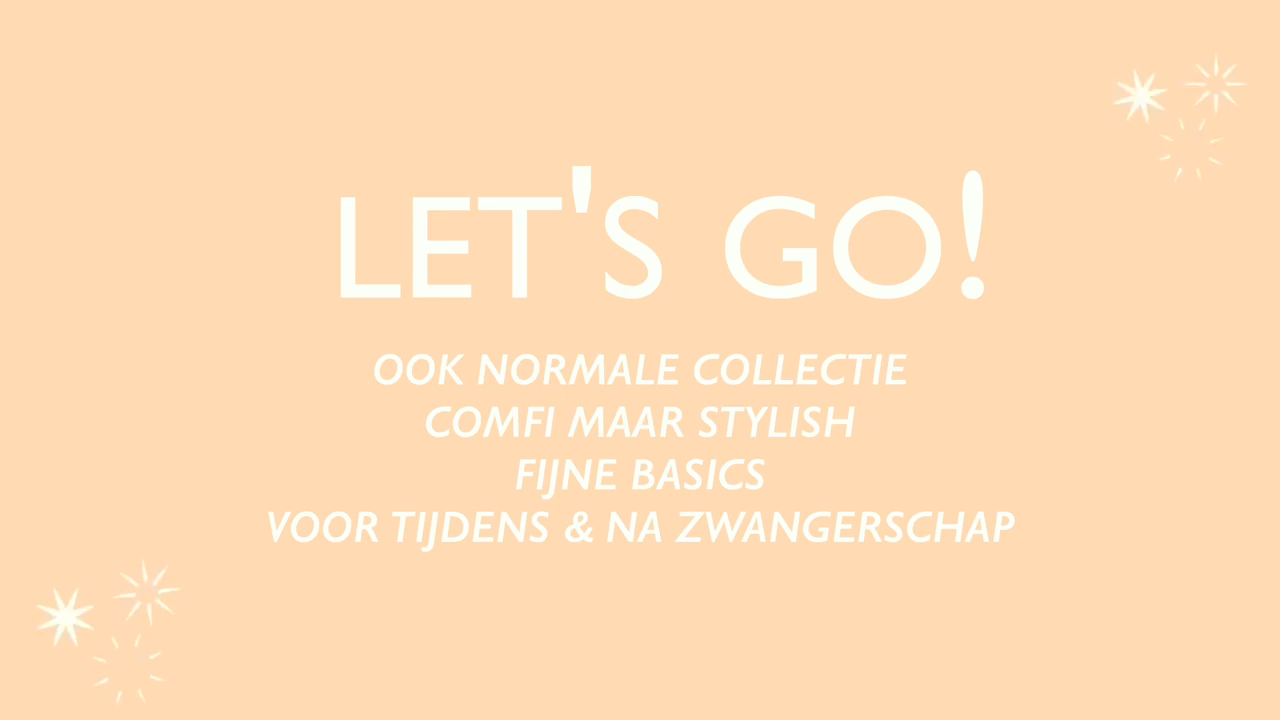 LET'S GO!
OOK NORMALE COLLECTIE
COMFI MAAR STYLISH
FIJNE BASICS
VOOR TIJDENS & NA ZWANGERSCHAP